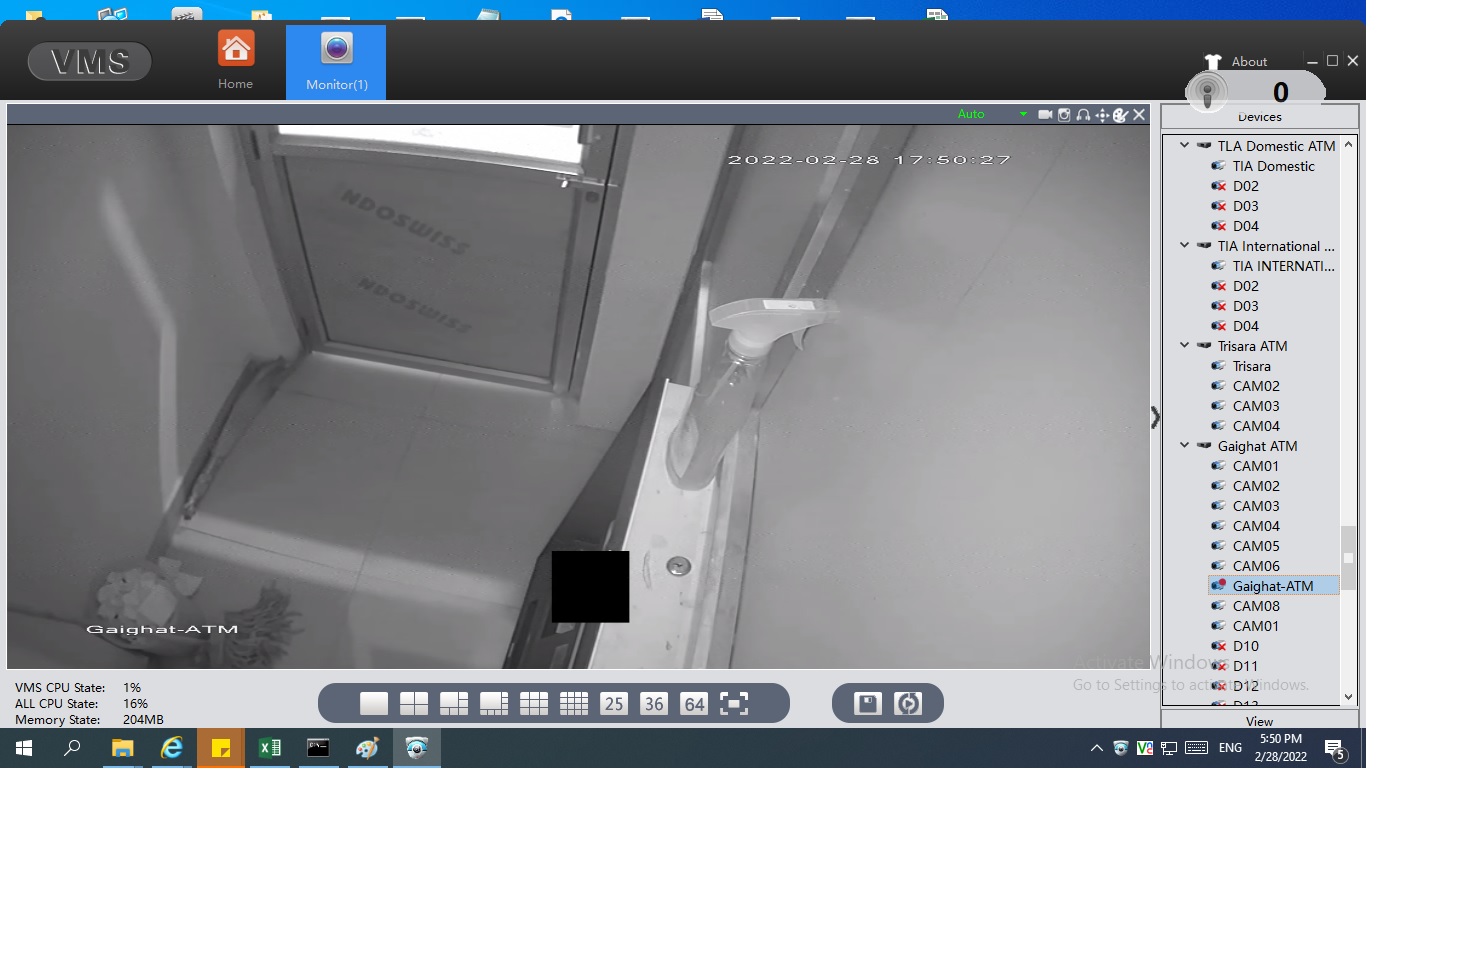 VMS
Home
Monitor(1)
About
0
Auto
Devices
2022-02-28 17:50:27
NDOSWISS
NDOSWISS
Gaighat-ATM
TLA Domestic ATM
TIA Domestic
D02
D03
D04
TIA International ...
TIA INTERNATI...
D02
D03
D04
Trisara ATM
Trisara
CAM02
CAM03
CAM04
Gaighat ATM
CAM01
CAM02
CAM03
CAM04
CAM05
CAM06
Gaighat-ATM
CAM08
CAM01
D10
D11
D12
Activate Windows
Go to Settings to activate Windows.
View
VMS CPU State: 1%
ALL CPU State: 16%
Memory State: 204MB
25
36
64
ENG
5:50 PM
2/28/2022
5